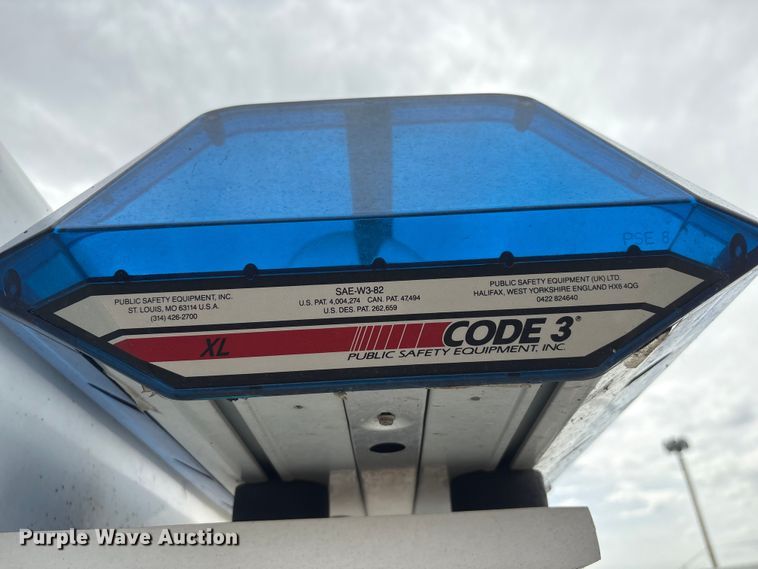 PSE 8
PUBLIC SAFETY EQUIPMENT, INC.
ST. LOUIS, MO 63114 U.S.A.
(314) 426-2700
SAE-W3-82
U.S. PAT. 4,004,274 CAN. PAT. 47,494
U.S. DES. PAT. 262,659
PUBLIC SAFETY EQUIPMENT (UK) LTD.
HALIFAX, WEST YORKSHIRE ENGLAND HX6 4QG
0422 824640
XL
CODE 3®
PUBLIC SAFETY EQUIPMENT, INC.
Purple Wave Auction